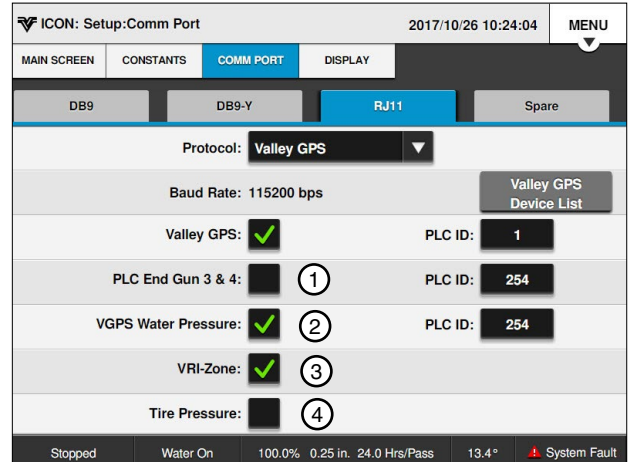 ICON: Setup:Comm Port 2017/10/26 10:24:04 MENU
MAIN SCREEN CONSTANTS COMM PORT DISPLAY
DB9 DB9-Y RJ11 Spare
Protocol: Valley GPS
Baud Rate: 115200 bps Valley GPS
Device List
Valley GPS: PLC ID: 1
PLC End Gun 3 & 4: 1 PLC ID: 254
VGPS Water Pressure: 2 PLC ID: 254
VRI-Zone: 3
Tire Pressure: 4
Stopped Water On 100.0% 0.25 in. 24.0 Hrs/Pass 13.4° System Fault